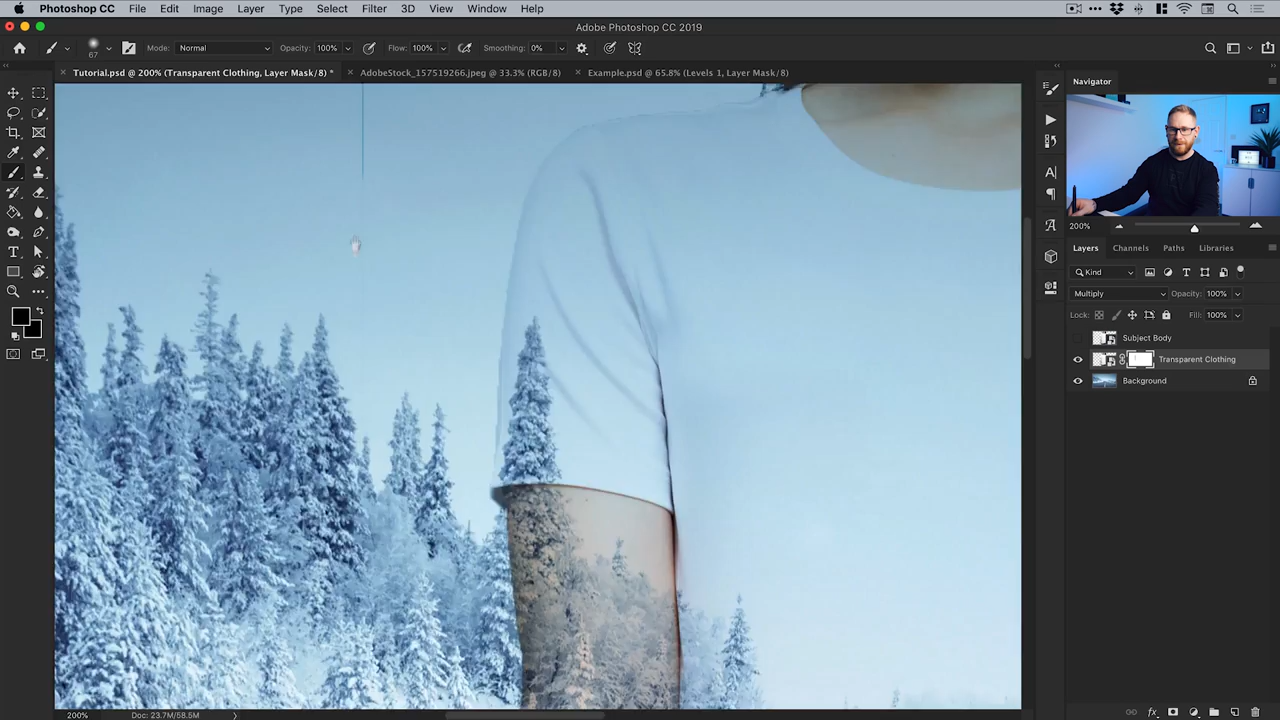 Photoshop CC File Edit Image Layer Type Select Filter 3D View Window Help
Adobe Photoshop CC 2019
67 Mode: Normal Opacity: 100% Flow: 100% Smoothing: 0%
Tutorial.psd @ 200% (Transparent Clothing, Layer Mask/8) * AdobeStock_157519266.jpeg @ 33.3% (RGB/8) Example.psd @ 65.8% (Levels 1, Layer Mask/8)
Navigator
200%
Layers Channels Paths Libraries
Kind
Multiply Opacity: 100%
Lock: Fill: 100%
Subject Body
Transparent Clothing
Background
200% Doc: 23.7M/58.5M